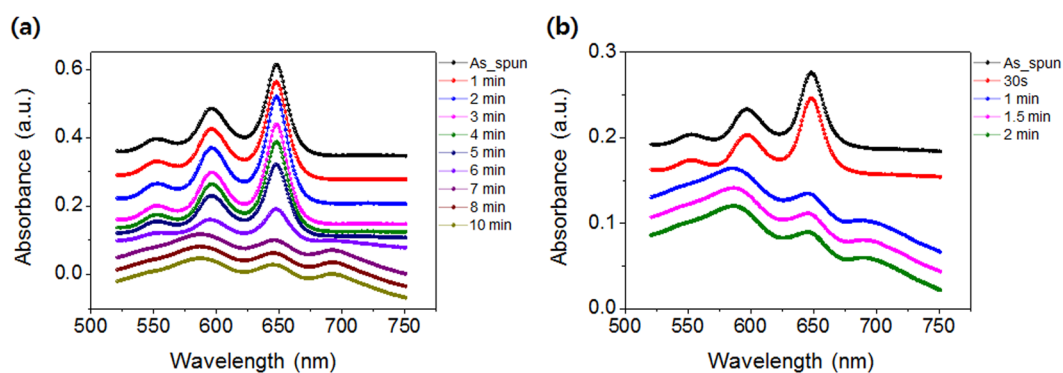 (a)
Absorbance (a.u.)
0.6
0.4
0.2
0.0
500 550 600 650 700 750
Wavelength (nm)
As_spun
1 min
2 min
3 min
4 min
5 min
6 min
7 min
8 min
10 min
(b)
Absorbance (a.u.)
0.3
0.2
0.1
0.0
500 550 600 650 700 750
Wavelength (nm)
As_spun
30s
1 min
1.5 min
2 min